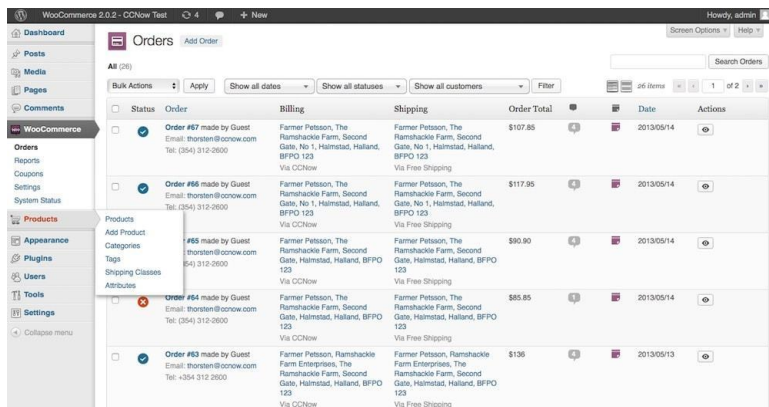 WooCommerce 2.0.2 - CCNow Test 4 + New Howdy, admin
Screen Options Help
Dashboard
Posts
Media
Pages
Comments
WooCommerce
Orders
Reports
Coupons
Settings
System Status
Products
Products
Add Product
Categories
Tags
Shipping Classes
Attributes
Appearance
Plugins
Users
Tools
Settings
Collapse menu
Orders Add Order
All (26)
Search Orders
Bulk Actions Apply Show all dates Show all statuses Show all customers Filter 26 items « ‹ 1 of 2 › »
Status Order Billing Shipping Order Total Date Actions
Order #67 made by Guest
Email: thorsten@ccnow.com
Tel: (354) 312-2600
Farmer Petsson, The
Ramshackle Farm, Second
Gate, No 1, Halmstad, Halland,
BFPO 123
Via CCNow
Farmer Petsson, The
Ramshackle Farm, Second
Gate, No 1, Halmstad, Halland,
BFPO 123
Via Free Shipping
$107.85 4 2013/05/14
Order #66 made by Guest
Email: thorsten@ccnow.com
Tel: (354) 312-2600
Farmer Petsson, The
Ramshackle Farm, Second
Gate, No 1, Halmstad, Halland,
BFPO 123
Via CCNow
Farmer Petsson, The
Ramshackle Farm, Second
Gate, No 1, Halmstad, Halland,
BFPO 123
Via Free Shipping
$117.95 4 2013/05/14
#65 made by Guest
thorsten@ccnow.com
54) 312-2600
Farmer Petsson, The
Ramshackle Farm, Second
Gate, Halmstad, Halland, BFPO
123
Via CCNow
Farmer Petsson, The
Ramshackle Farm, Second
Gate, Halmstad, Halland, BFPO
123
Via Free Shipping
$90.90 4 2013/05/14
Order #64 made by Guest
Email: thorsten@ccnow.com
Tel: (354) 312-2600
Farmer Petsson, The
Ramshackle Farm, Second
Gate, Halmstad, Halland, BFPO
123
Via CCNow
Farmer Petsson, The
Ramshackle Farm, Second
Gate, Halmstad, Halland, BFPO
123
Via Free Shipping
$85.85 1 2013/05/14
Order #63 made by Guest
Email: thorsten@ccnow.com
Tel: +354 312 2600
Farmer Petsson, Ramshackle
Farm Enterprises, The
Ramshackle Farm, Second
Gate, Halmstad, Halland, BFPO
123
Via CCNow
Farmer Petsson, Ramshackle
Farm Enterprises, The
Ramshackle Farm, Second
Gate, Halmstad, Halland, BFPO
123
Via Free Shipping
$136 4 2013/05/13